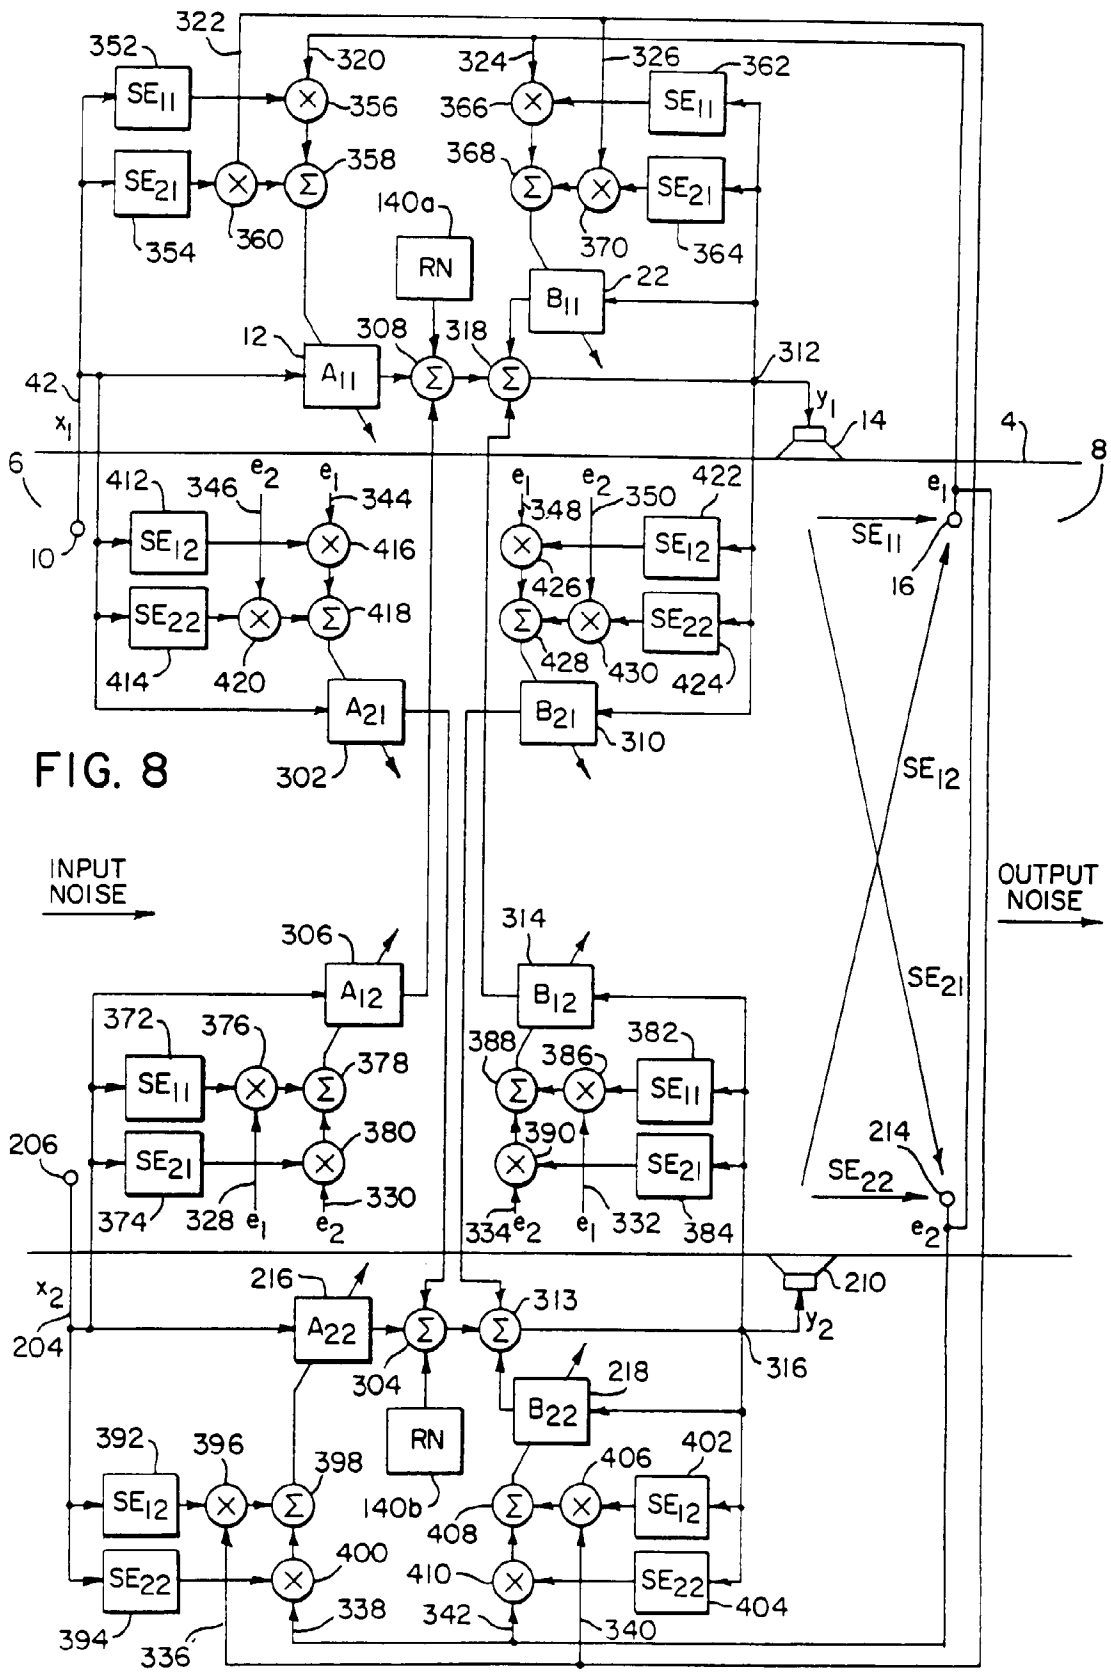 322
352
SE11
320
356
324
326
362
366
SE11
SE21
358
354
360
368
SE21
364
370
140a
RN
22
B11
12
308
318
312
A11
Σ
Σ
42
x1
y1
14
4
8
6
10
e2
e1
412
346
344
SE12
416
e1
e2
422
348
350
SE12
426
e1
SE11
16
SE22
418
414
420
428
430
SE22
424
A21
302
B21
310
FIG. 8
SE12
INPUT
NOISE
OUTPUT
NOISE
306
A12
314
B12
SE21
372
376
378
SE11
388
386
382
SE11
206
SE21
374
380
390
SE21
384
328
e1
330
e2
334
e2
332
e1
214
SE22
e2
x2
204
216
A22
304
313
210
y2
316
218
B22
RN
140b
392
396
398
SE12
402
406
SE12
408
SE22
394
400
410
SE22
404
336
338
342
340